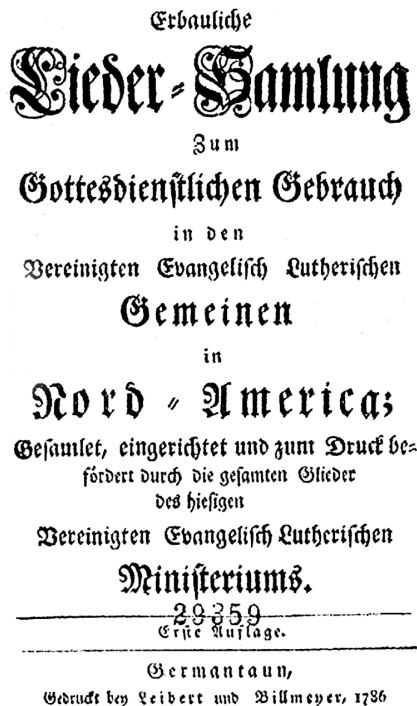 Erbauliche
Lieder-Samlung
Zum
Gottesdienstlichen Gebrauch
in den
Vereinigten Evangelisch Lutherischen
Gemeinen
in
Nord-America;
Gesamlet, eingerichtet und zum Druck be-
fördert durch die gesamten Glieder
des hiesigen
Vereinigten Evangelisch Lutherischen
Ministeriums.
29859
Erste Auflage.
Germantaun,
Gedruckt bey Leibert und Billmeyer, 1786